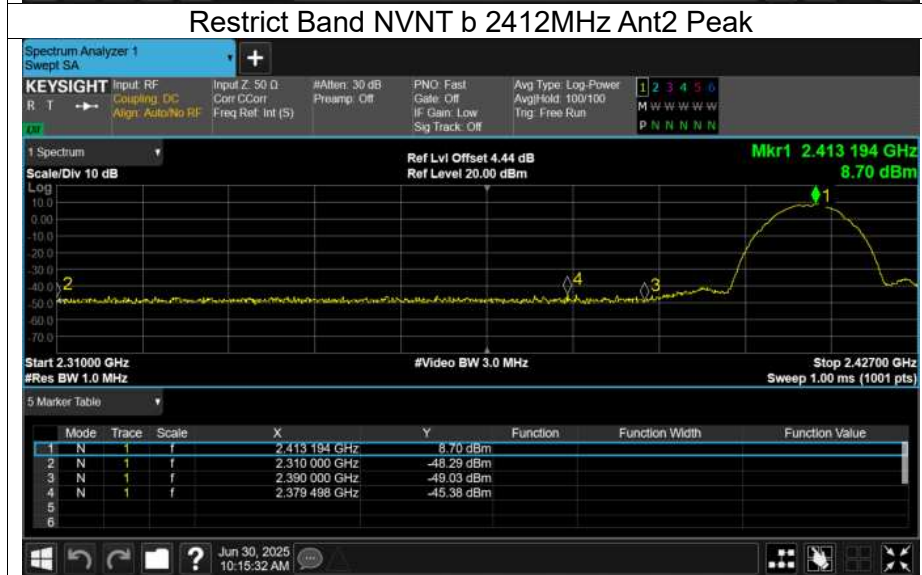 Restrict Band NVNT b 2412MHz Ant2 Peak
Spectrum Analyzer 1
Swept SA
+
KEYSIGHT
R T
Input: RF
Coupling: DC
Align: Auto/No RF
Input Z: 50 Ω
Corr CCorr
Freq Ref: Int (S)
#Atten: 30 dB
Preamp: Off
PNO: Fast
Gate: Off
IF Gain: Low
Sig Track: Off
Avg Type: Log-Power
Avg|Hold: 100/100
Trig: Free Run
1 2 3 4 5 6
M W W W W W
P N N N N N
1 Spectrum
Scale/Div 10 dB
Ref Lvl Offset 4.44 dB
Ref Level 20.00 dBm
Mkr1 2.413 194 GHz
8.70 dBm
Log
10.0
0.00
-10.0
-20.0
-30.0
-40.0
-50.0
-60.0
-70.0
1
2
4
3
Start 2.31000 GHz
#Res BW 1.0 MHz
#Video BW 3.0 MHz
Stop 2.42700 GHz
Sweep 1.00 ms (1001 pts)
5 Marker Table
Mode Trace Scale X Y Function Function Width Function Value
1 N 1 f 2.413 194 GHz 8.70 dBm
2 N 1 f 2.310 000 GHz -48.29 dBm
3 N 1 f 2.390 000 GHz -49.03 dBm
4 N 1 f 2.379 498 GHz -45.38 dBm
5
6
?
Jun 30, 2025
10:15:32 AM